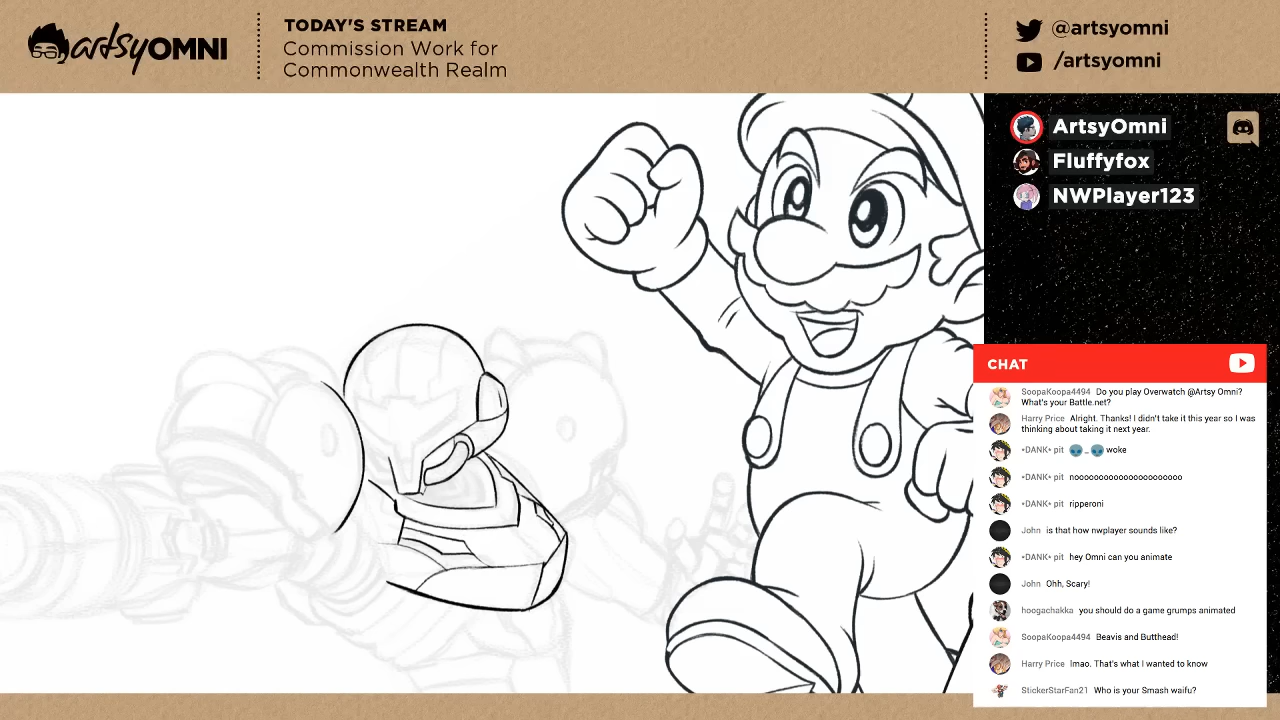 artsyOMNI
TODAY'S STREAM
Commission Work for
Commonwealth Realm
@artsyomni
/artsyomni
ArtsyOmni
Fluffyfox
NWPlayer123
CHAT
SoopaKoopa4494 Do you play Overwatch @Artsy Omni?
What's your Battle.net?
Harry Price Alright. Thanks! I didn't take it this year so I was
thinking about taking it next year.
*DANK* pit 💀 _ 💀 woke
*DANK* pit nooooooooooooooooooooooo
*DANK* pit ripperoni
John is that how nwplayer sounds like?
*DANK* pit hey Omni can you animate
John Ohh, Scary!
hoogachakka you should do a game grumps animated
SoopaKoopa4494 Beavis and Butthead!
Harry Price lmao. That's what I wanted to know
StickerStarFan21 Who is your Smash waifu?